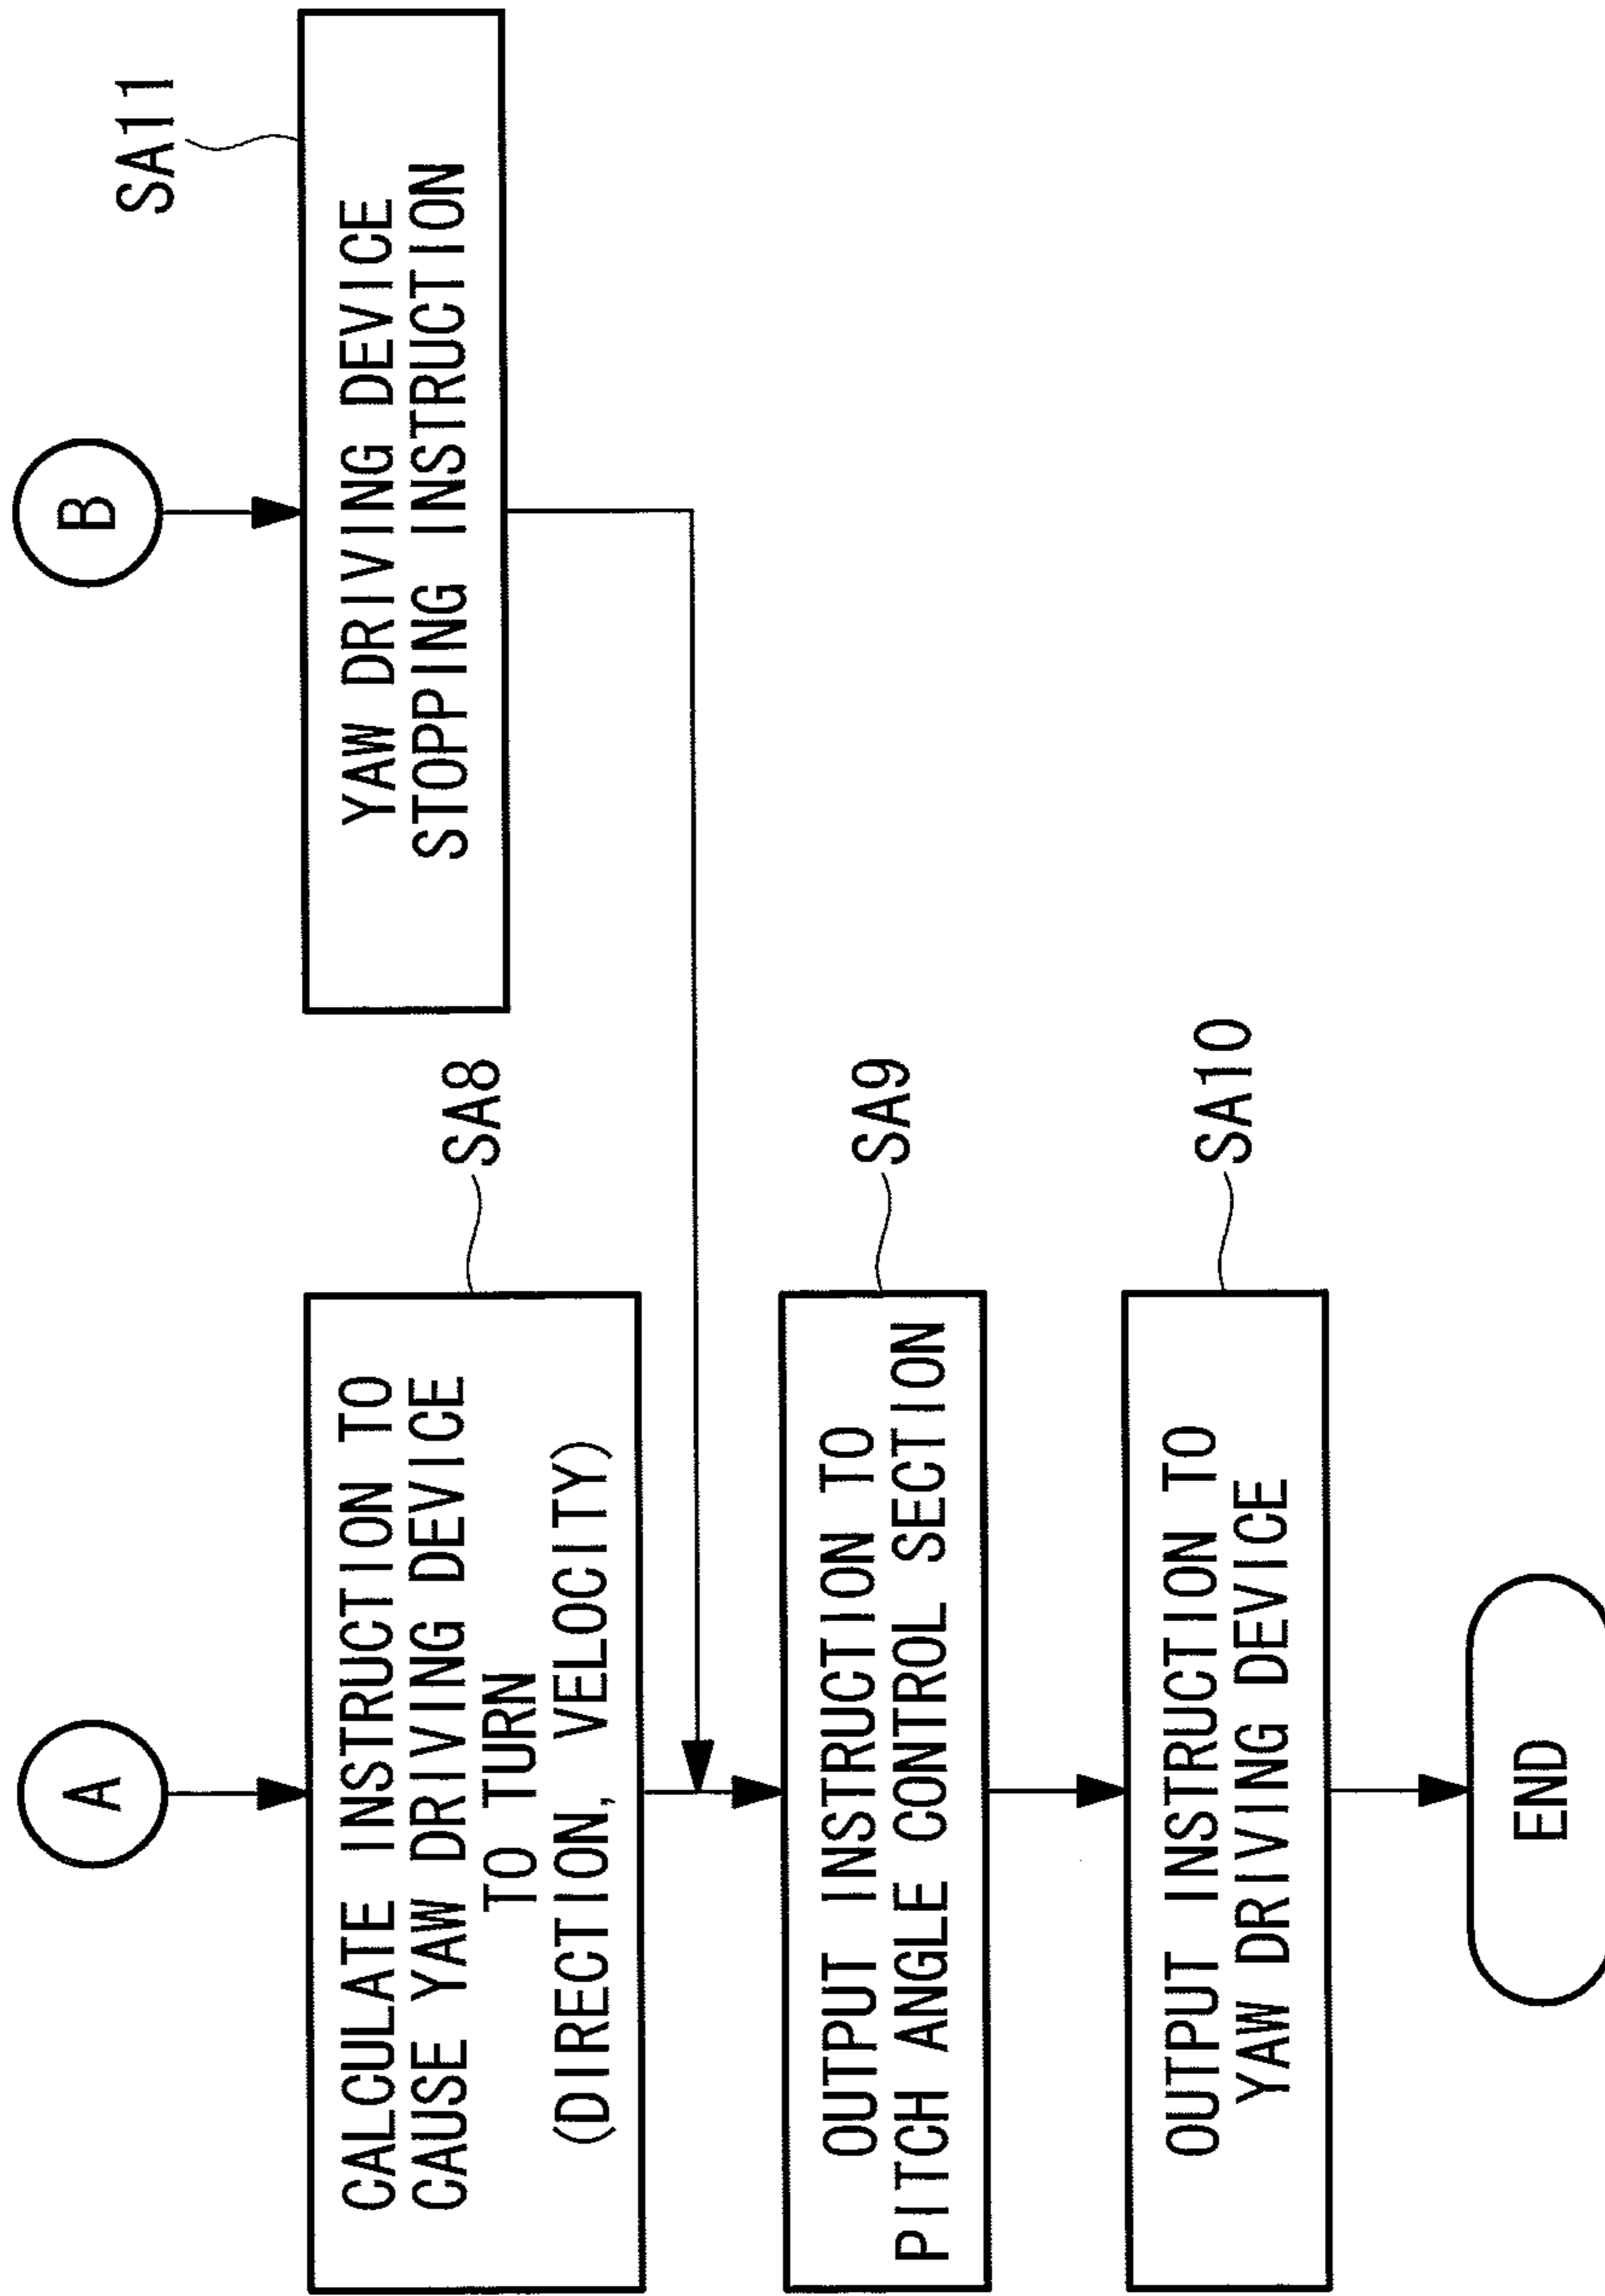 A
CALCULATE INSTRUCTION TO
CAUSE YAW DRIVING DEVICE
TO TURN
(DIRECTION, VELOCITY)
SA8
B
SA11
YAW DRIVING DEVICE
STOPPING INSTRUCTION
OUTPUT INSTRUCTION TO
PITCH ANGLE CONTROL SECTION
SA9
OUTPUT INSTRUCTION TO
YAW DRIVING DEVICE
SA10
END